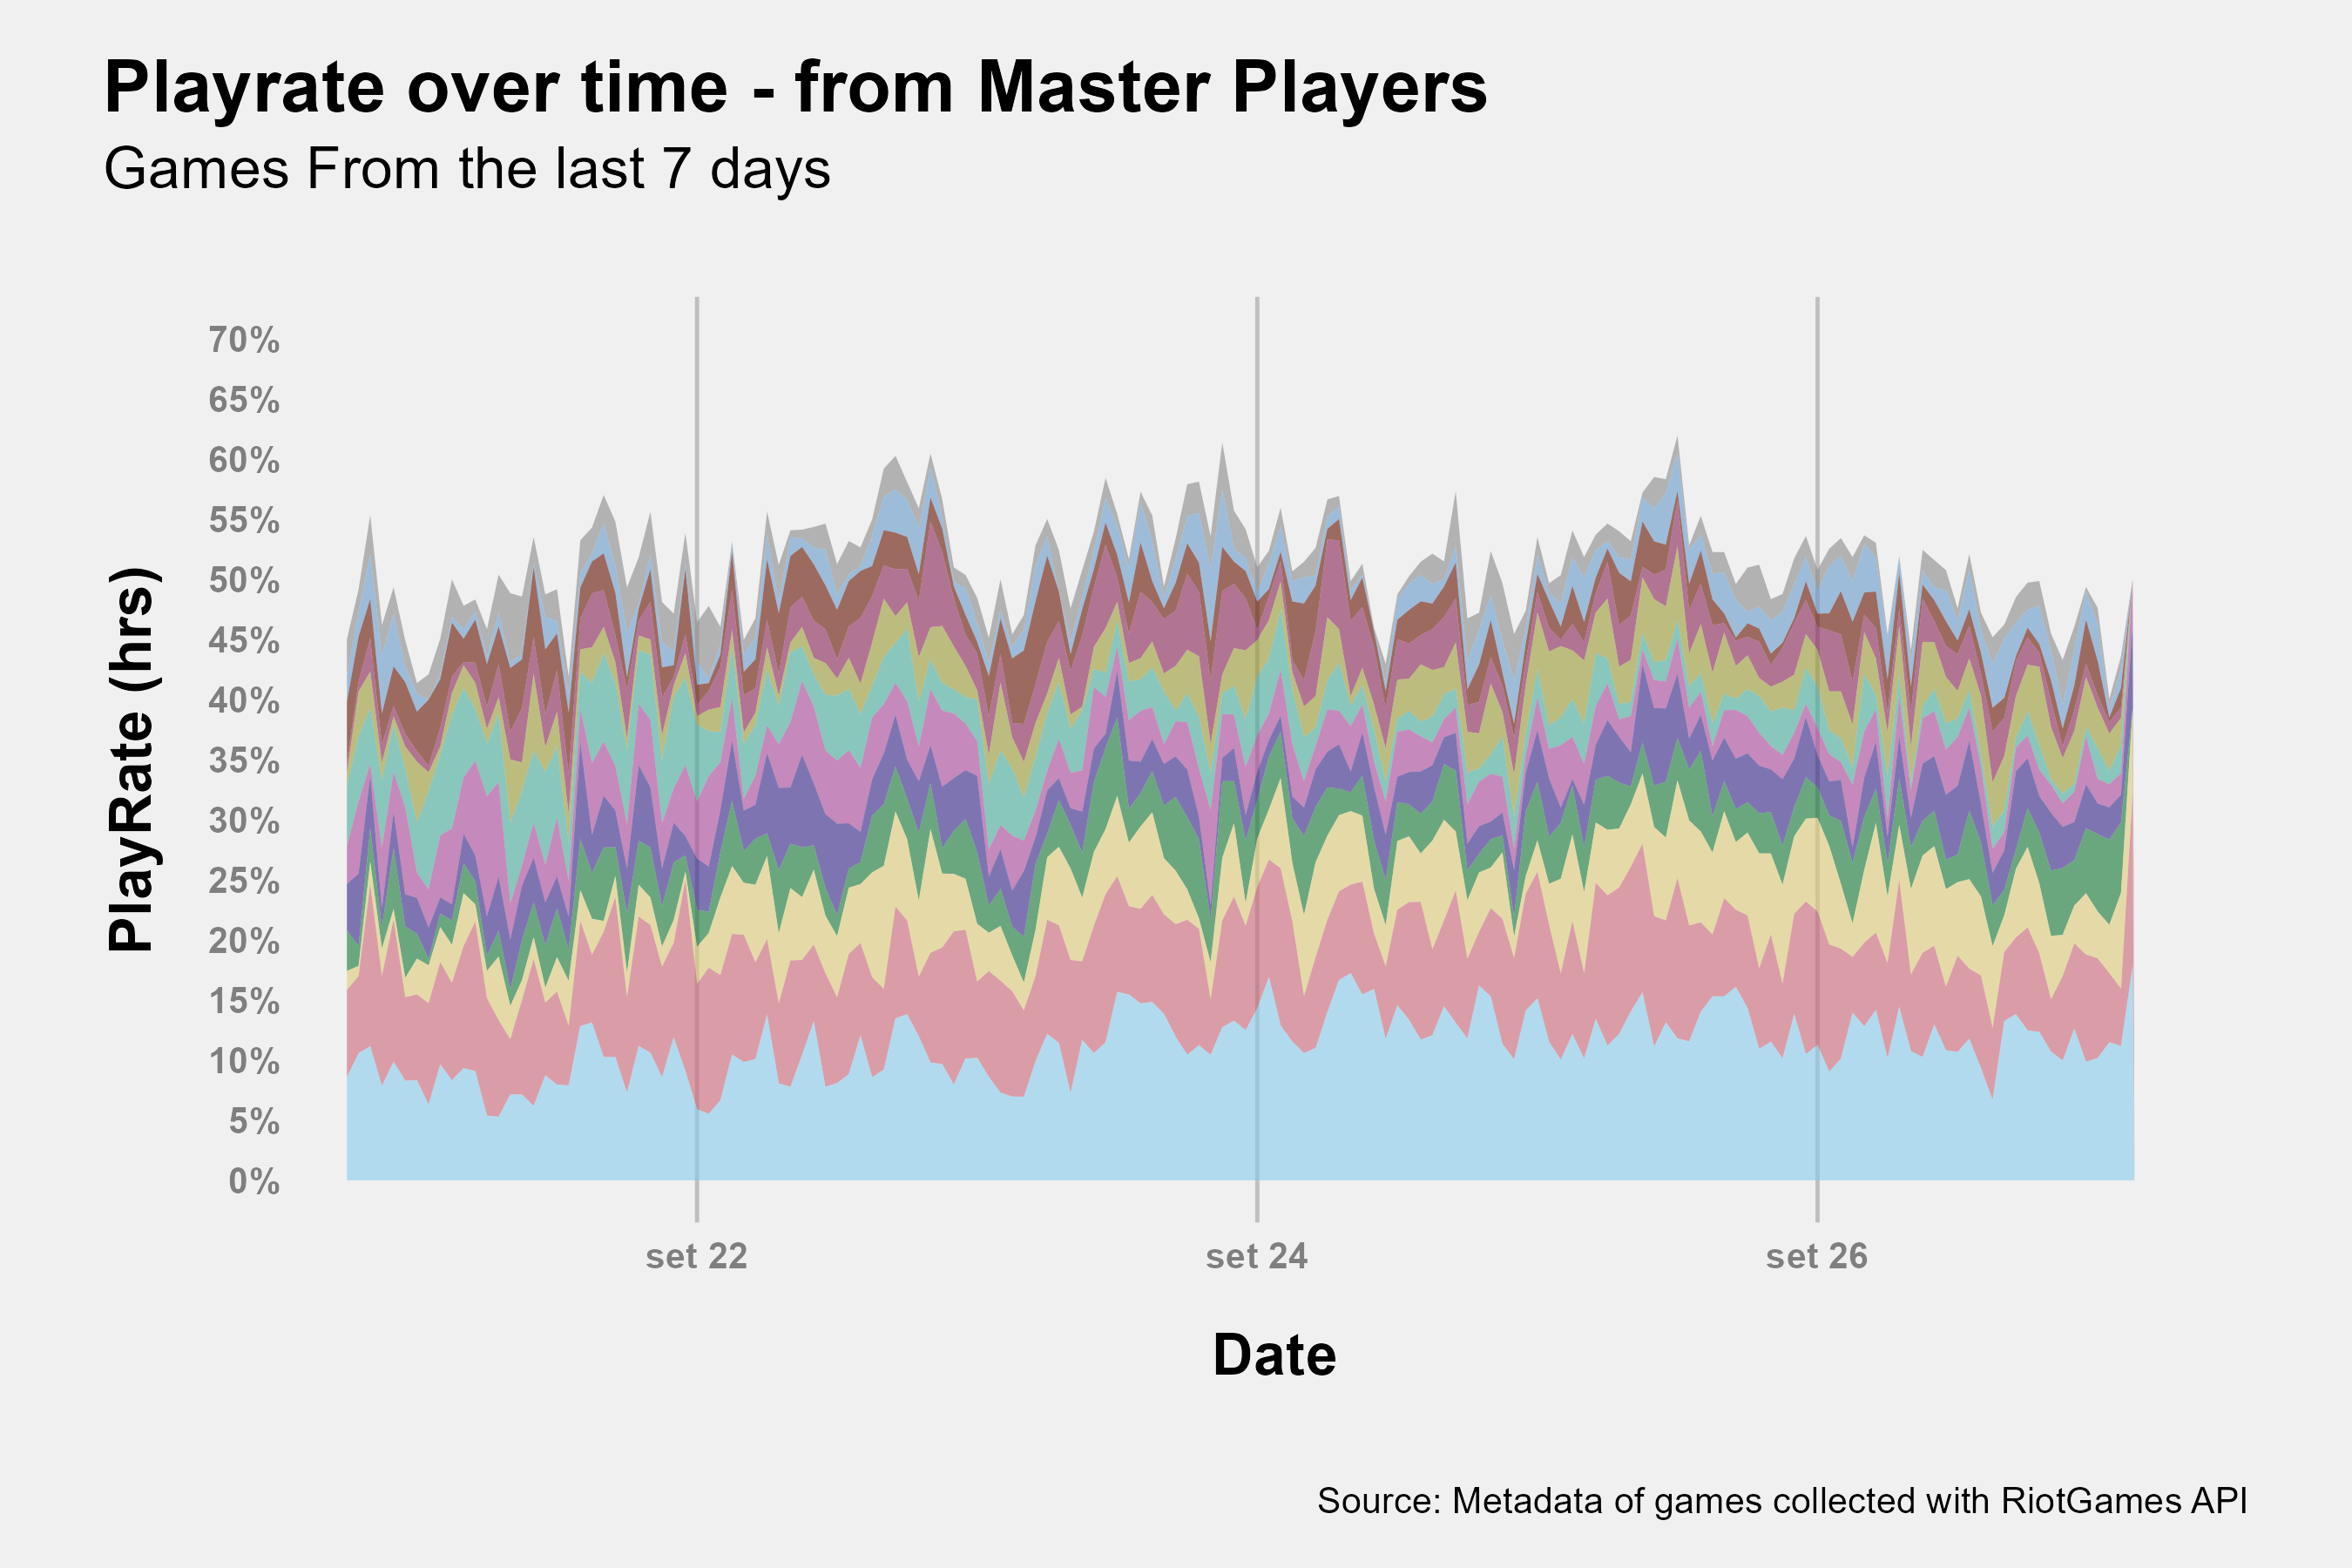 Playrate over time - from Master Players
Games From the last 7 days
70%
65%
60%
55%
50%
45%
40%
35%
30%
25%
20%
15%
10%
5%
0%
PlayRate (hrs)
set 22
set 24
set 26
Date
Source: Metadata of games collected with RiotGames API